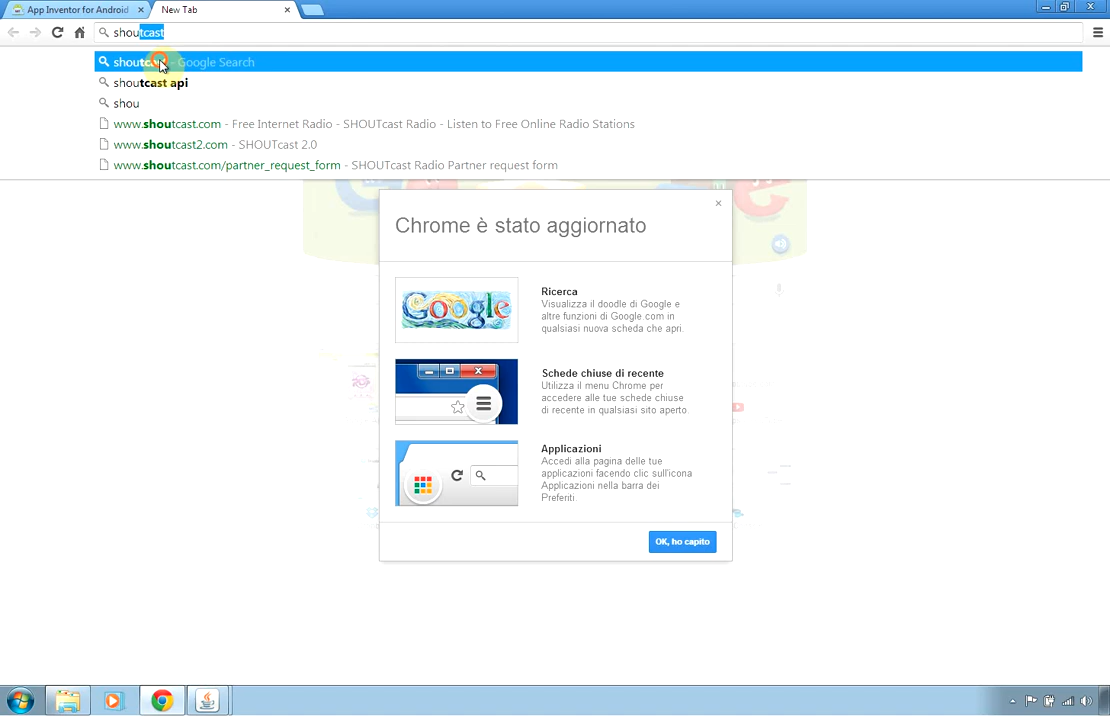 App Inventor for Android
New Tab
shoutcast
shoutcast - Google Search
shoutcast api
shou
www.shoutcast.com - Free Internet Radio - SHOUTcast Radio - Listen to Free Online Radio Stations
www.shoutcast2.com - SHOUTcast 2.0
www.shoutcast.com/partner_request_form - SHOUTcast Radio Partner request form
Chrome è stato aggiornato
Google
Ricerca
Visualizza il doodle di Google e
altre funzioni di Google.com in
qualsiasi nuova scheda che apri.
Schede chiuse di recente
Utilizza il menu Chrome per
accedere alle tue schede chiuse
di recente in qualsiasi sito aperto.
Applicazioni
Accedi alla pagina delle tue
applicazioni facendo clic sull'icona
Applicazioni nella barra dei
Preferiti.
OK, ho capito